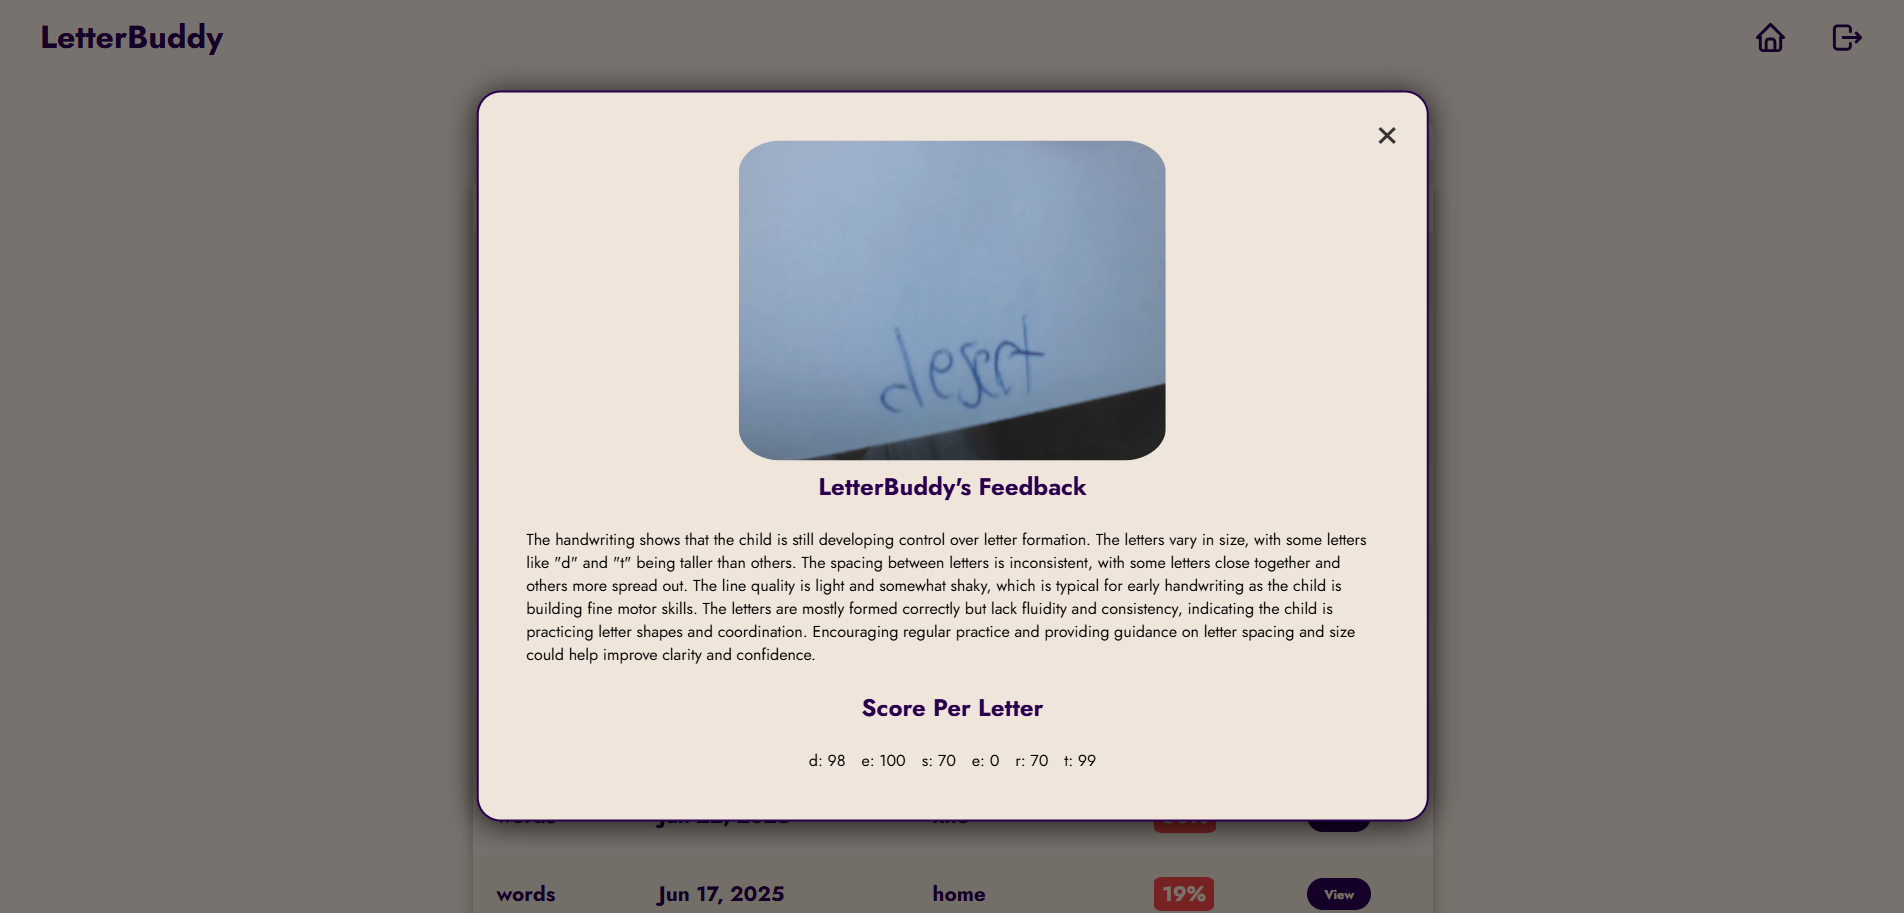 LetterBuddy
desert
LetterBuddy's Feedback
The handwriting shows that the child is still developing control over letter formation. The letters vary in size, with some letters
like "d" and "t" being taller than others. The spacing between letters is inconsistent, with some letters close together and
others more spread out. The line quality is light and somewhat shaky, which is typical for early handwriting as the child is
building fine motor skills. The letters are mostly formed correctly but lack fluidity and consistency, indicating the child is
practicing letter shapes and coordination. Encouraging regular practice and providing guidance on letter spacing and size
could help improve clarity and confidence.
Score Per Letter
d: 98 e: 100 s: 70 e: 0 r: 70 t: 99
words Jun 17, 2025 home 19% View